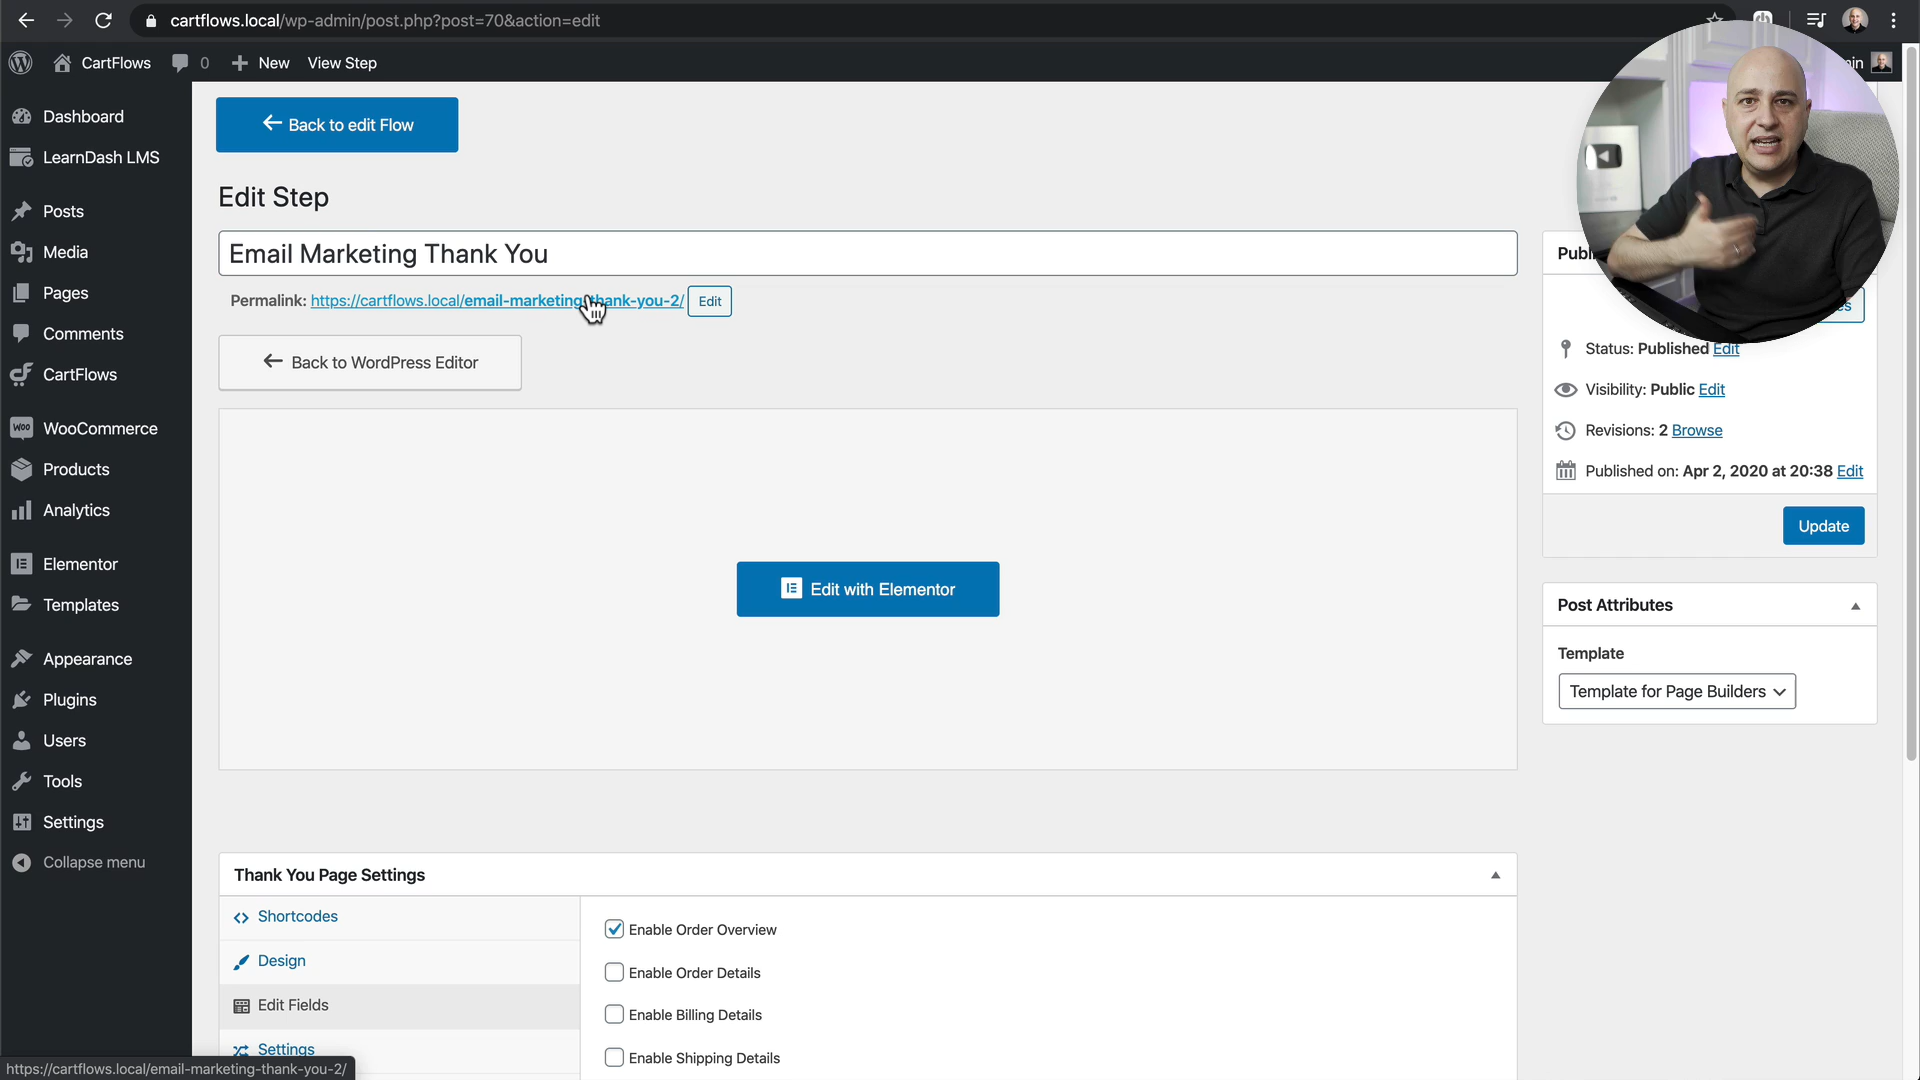 cartflows.local/wp-admin/post.php?post=70&action=edit
CartFlows
0
New
View Step
Dashboard
LearnDash LMS
Posts
Media
Pages
Comments
CartFlows
WooCommerce
Products
Analytics
Elementor
Templates
Appearance
Plugins
Users
Tools
Settings
Collapse menu
Back to edit Flow
Edit Step
Email Marketing Thank You
Permalink: https://cartflows.local/email-marketing-thank-you-2/ Edit
Back to WordPress Editor
Edit with Elementor
Status: Published Edit
Visibility: Public Edit
Revisions: 2 Browse
Published on: Apr 2, 2020 at 20:38 Edit
Update
Post Attributes
Template
Template for Page Builders
Thank You Page Settings
Shortcodes
Design
Edit Fields
Settings
Enable Order Overview
Enable Order Details
Enable Billing Details
Enable Shipping Details
https://cartflows.local/email-marketing-thank-you-2/